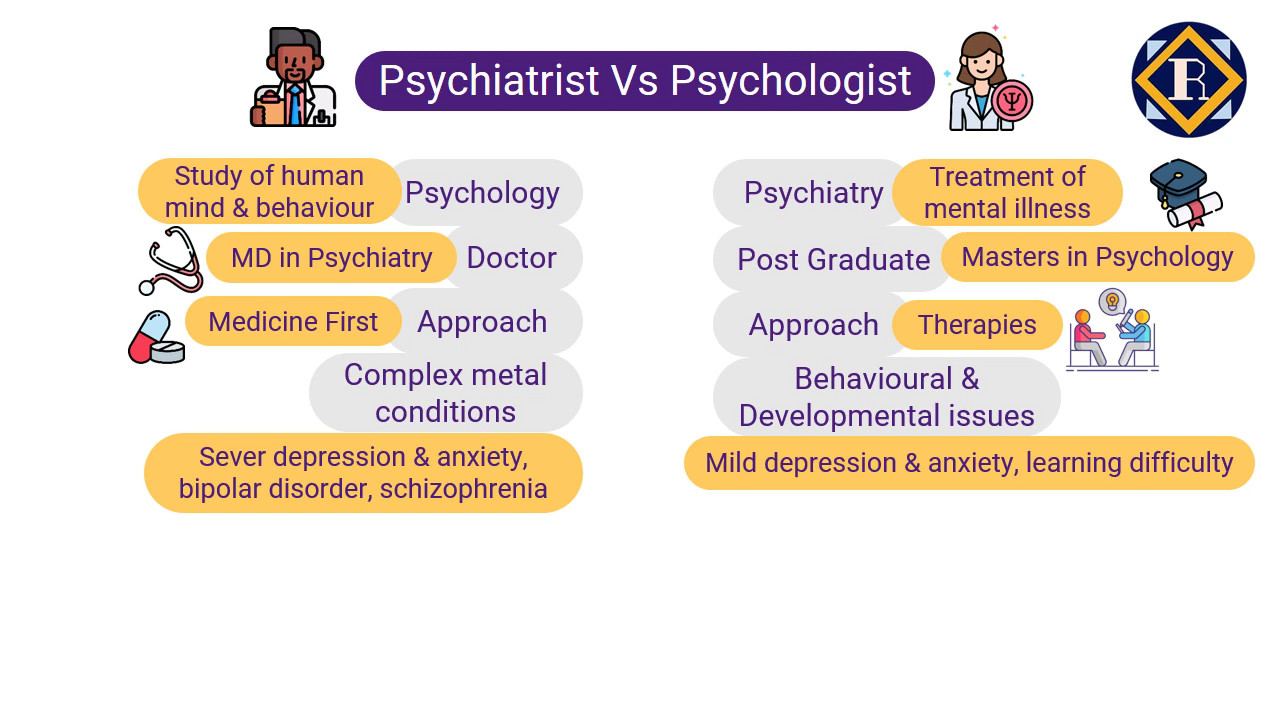 Psychiatrist Vs Psychologist
R
Study of human
mind & behaviour
Psychology
MD in Psychiatry
Doctor
Medicine First
Approach
Complex metal
conditions
Sever depression & anxiety,
bipolar disorder, schizophrenia
Psychiatry
Treatment of
mental illness
Post Graduate
Masters in Psychology
Approach
Therapies
Behavioural &
Developmental issues
Mild depression & anxiety, learning difficulty